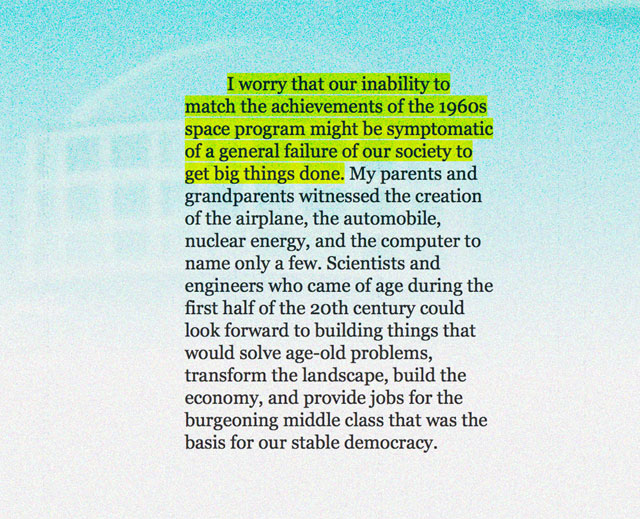 I worry that our inability to
match the achievements of the 1960s
space program might be symptomatic
of a general failure of our society to
get big things done. My parents and
grandparents witnessed the creation
of the airplane, the automobile,
nuclear energy, and the computer to
name only a few. Scientists and
engineers who came of age during the
first half of the 20th century could
look forward to building things that
would solve age-old problems,
transform the landscape, build the
economy, and provide jobs for the
burgeoning middle class that was the
basis for our stable democracy.